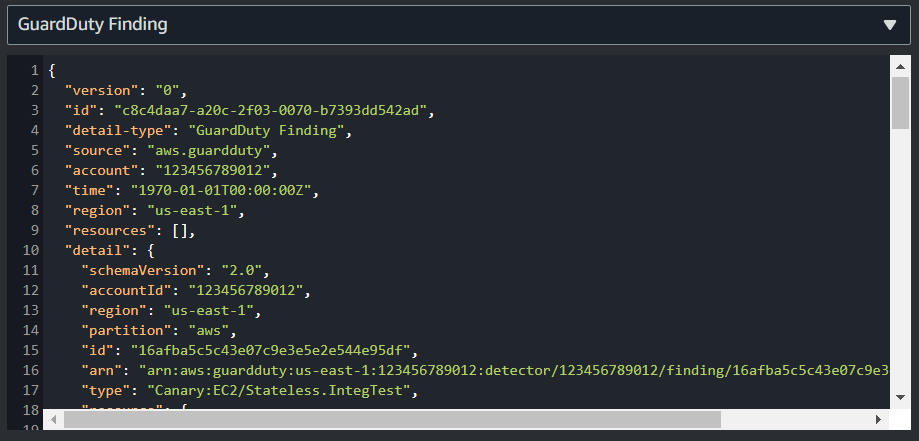 GuardDuty Finding
1 {
2 "version": "0",
3 "id": "c8c4daa7-a20c-2f03-0070-b7393dd542ad",
4 "detail-type": "GuardDuty Finding",
5 "source": "aws.guardduty",
6 "account": "123456789012",
7 "time": "1970-01-01T00:00:00Z",
8 "region": "us-east-1",
9 "resources": [],
10 "detail": {
11 "schemaVersion": "2.0",
12 "accountId": "123456789012",
13 "region": "us-east-1",
14 "partition": "aws",
15 "id": "16afba5c5c43e07c9e3e5e2e544e95df",
16 "arn": "arn:aws:guardduty:us-east-1:123456789012:detector/123456789012/finding/16afba5c5c43e07c9e3
17 "type": "Canary:EC2/Stateless.IntegTest",
18 "resource": {
19